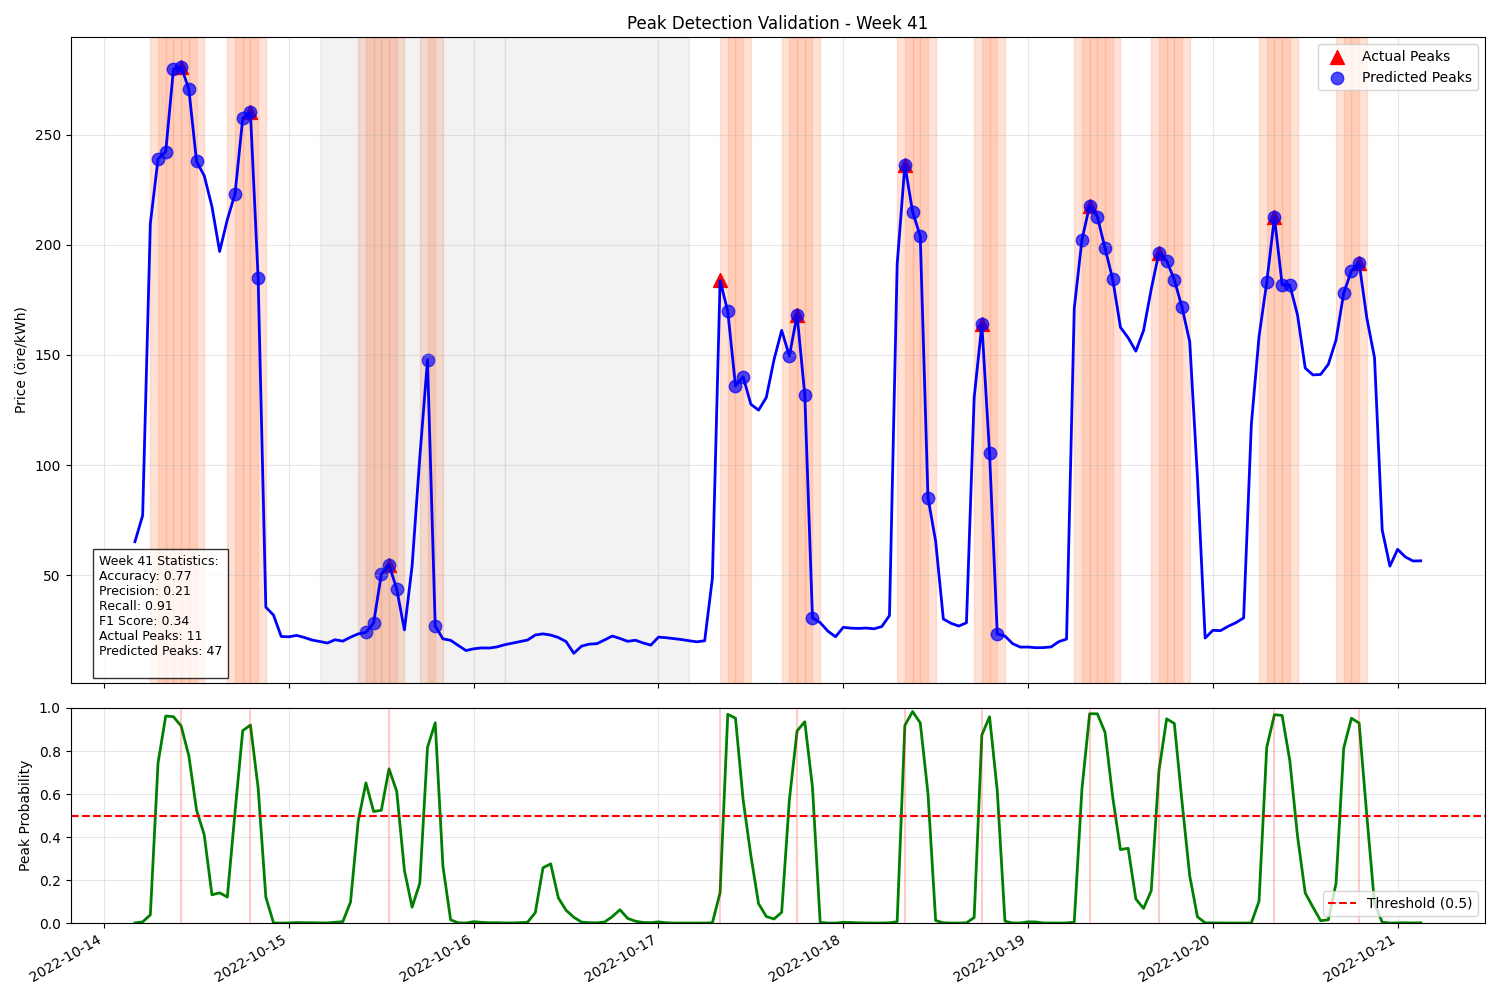 Peak Detection Validation - Week 41
Actual Peaks
Predicted Peaks
Price (öre/kWh)
250
200
150
100
50
Week 41 Statistics:
Accuracy: 0.77
Precision: 0.21
Recall: 0.91
F1 Score: 0.34
Actual Peaks: 11
Predicted Peaks: 47
Peak Probability
1.0
0.8
0.6
0.4
0.2
0.0
Threshold (0.5)
2022-10-14
2022-10-15
2022-10-16
2022-10-17
2022-10-18
2022-10-19
2022-10-20
2022-10-21